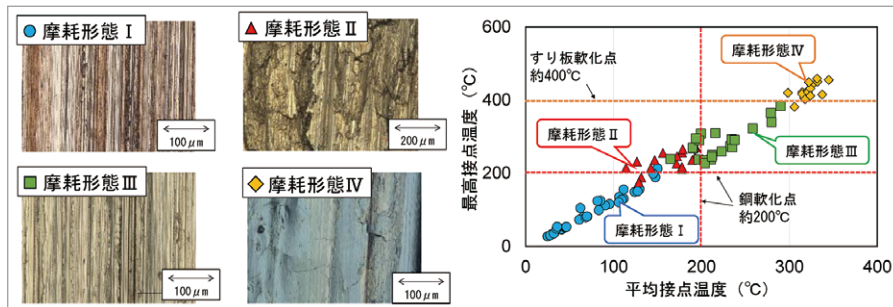 摩耗形態Ⅰ
100μm
摩耗形態Ⅱ
200μm
摩耗形態Ⅲ
100μm
摩耗形態Ⅳ
100μm
最高接点温度(℃)
600
400
200
0
すり板軟化点
約400℃
摩耗形態Ⅳ
摩耗形態Ⅱ
摩耗形態Ⅲ
銅軟化点
約200℃
摩耗形態Ⅰ
0
100
200
300
400
平均接点温度(℃)